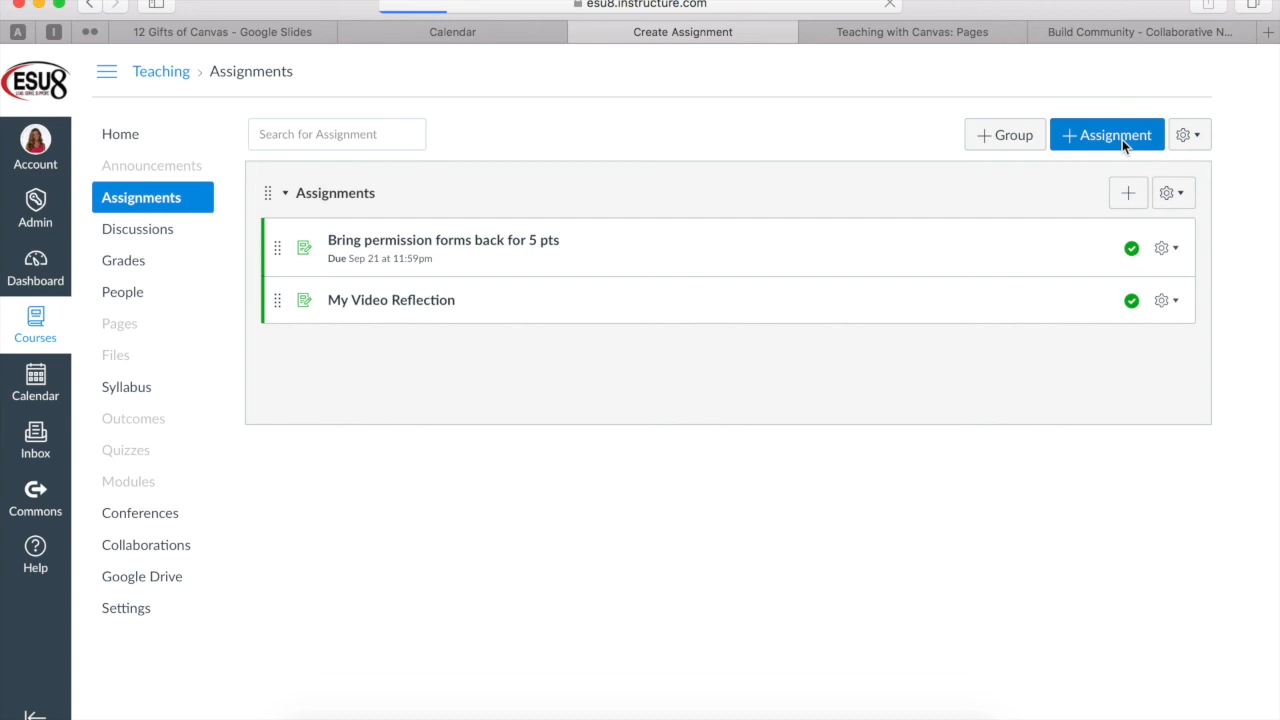 esu8.instructure.com
A
I
12 Gifts of Canvas - Google Slides
Calendar
Create Assignment
Teaching with Canvas: Pages
Build Community - Collaborative N...
ESU8
Teaching › Assignments
Account
Admin
Dashboard
Courses
Calendar
Inbox
Commons
Help
Home
Announcements
Assignments
Discussions
Grades
People
Pages
Files
Syllabus
Outcomes
Quizzes
Modules
Conferences
Collaborations
Google Drive
Settings
Search for Assignment
+ Group
+ Assignment
Assignments
Bring permission forms back for 5 pts
Due Sep 21 at 11:59pm
My Video Reflection